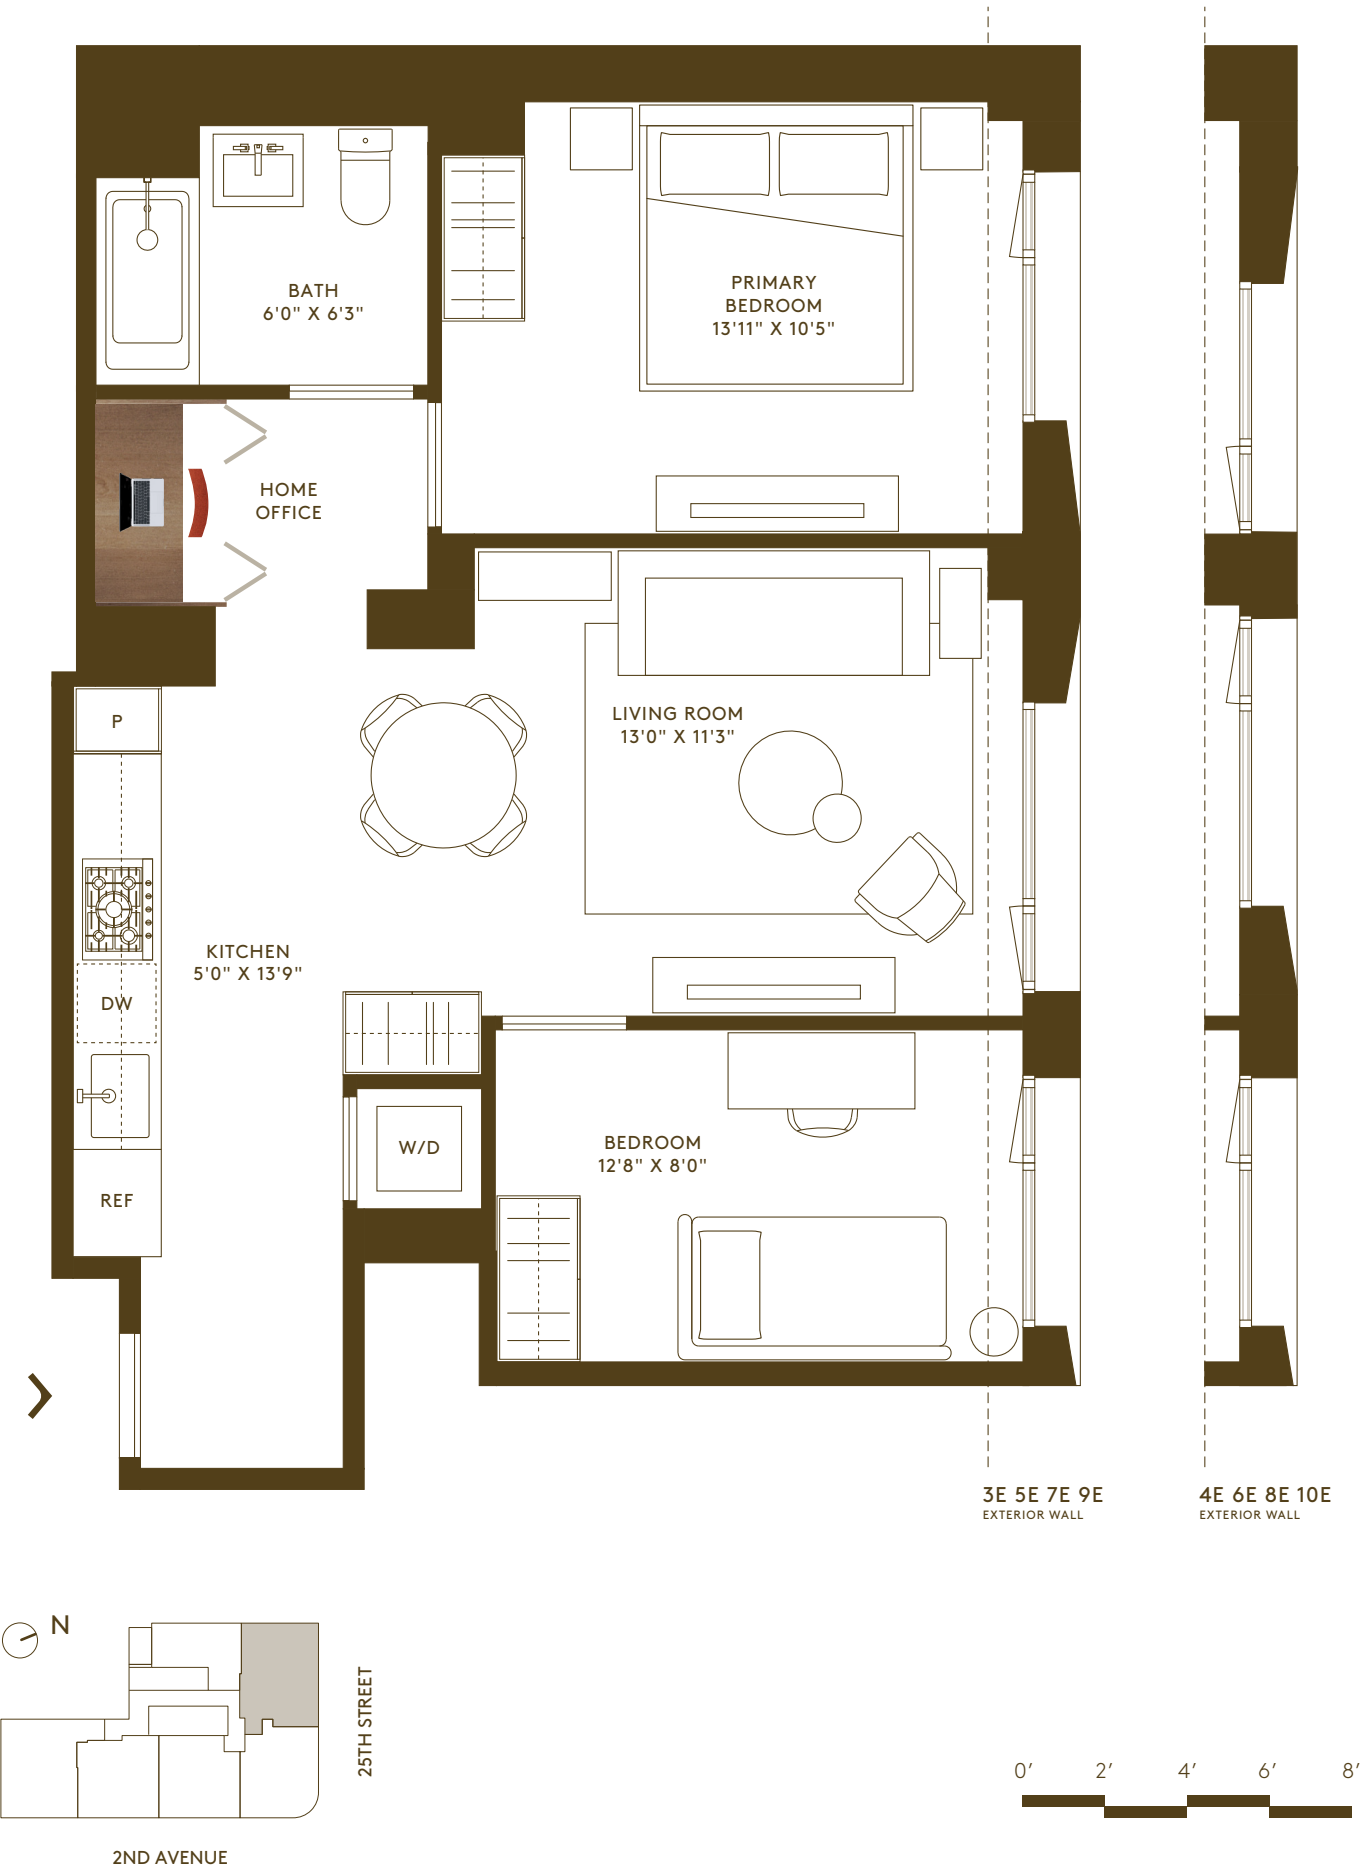 BATH
6'0" X 6'3"
PRIMARY
BEDROOM
13'11" X 10'5"
HOME
OFFICE
P
LIVING ROOM
13'0" X 11'3"
KITCHEN
5'0" X 13'9"
DW
W/D
BEDROOM
12'8" X 8'0"
REF
3E 5E 7E 9E
EXTERIOR WALL
4E 6E 8E 10E
EXTERIOR WALL
N
25TH STREET
2ND AVENUE
0′ 2′ 4′ 6′ 8′